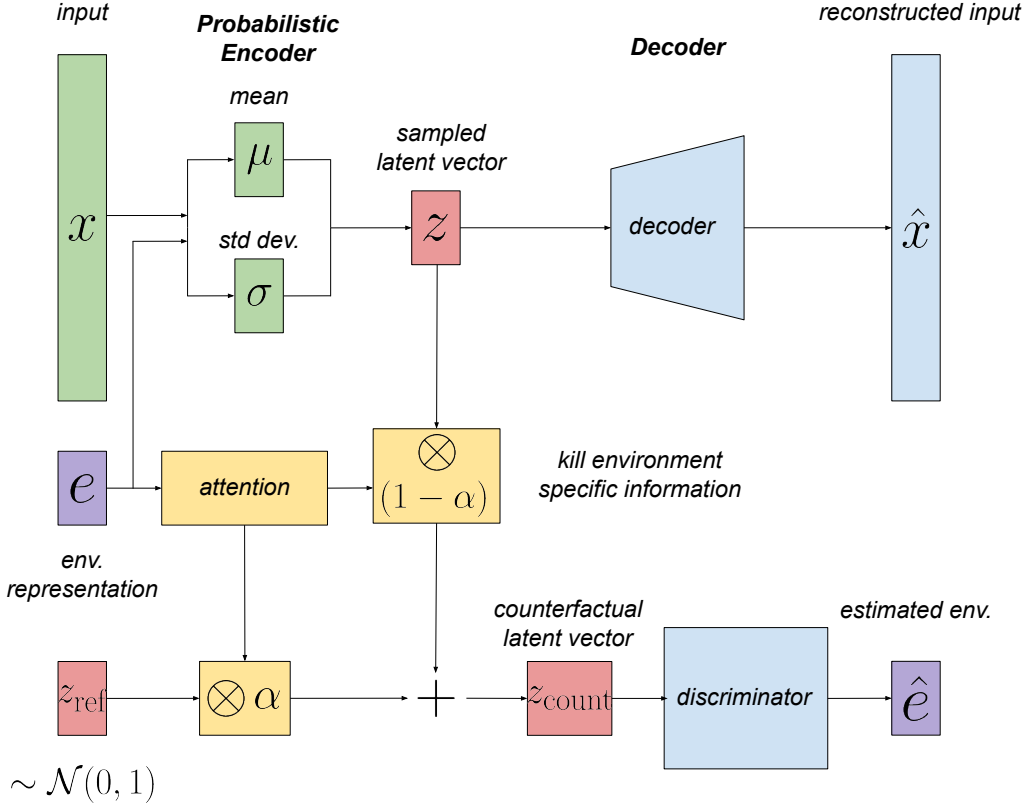 input
Probabilistic
Encoder
Decoder
reconstructed input
mean
μ
sampled
latent vector
x
std dev.
σ
z
decoder
x̂
e
attention
⊗
(1 − α)
kill environment
specific information
env.
representation
counterfactual
latent vector
estimated env.
z_ref
⊗ α
+
z_count
discriminator
ê
∼ 𝒩(0, 1)